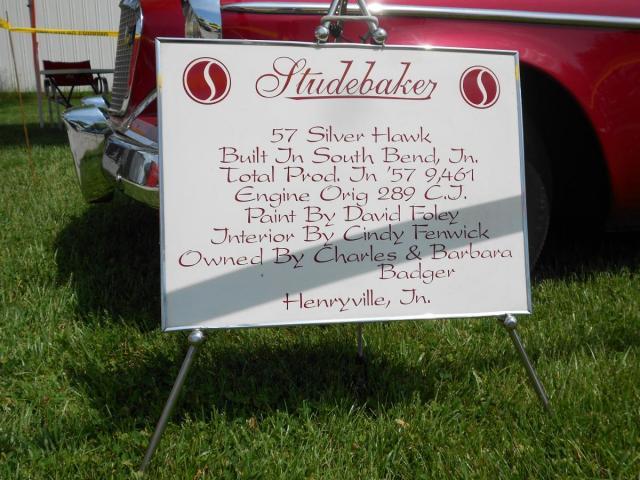 Studebaker
57 Silver Hawk
Built In South Bend, In.
Total Prod. In '57 9,461
Engine Orig 289 C.I.
Paint By David Foley
Interior By Cindy Fenwick
Owned By Charles & Barbara
Badger
Henryville, In.